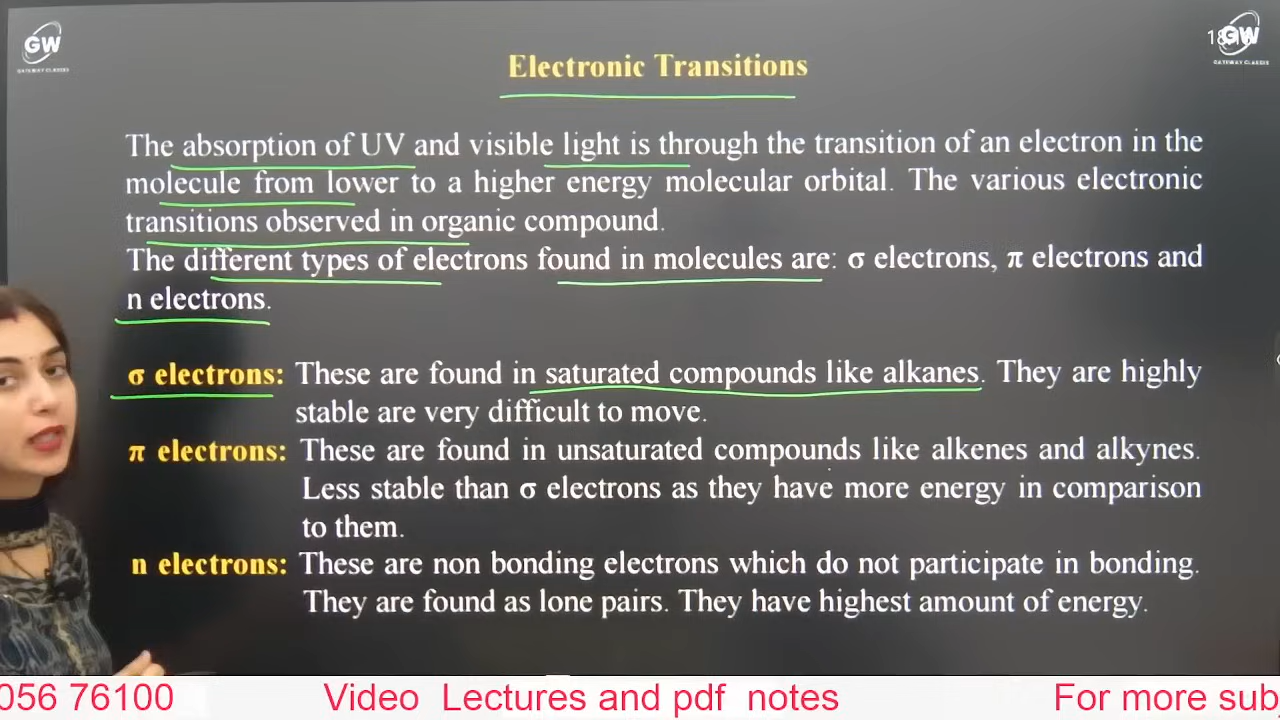 GW
GATEWAY CLASSES
GW
GATEWAY CLASSES
Electronic Transitions
The absorption of UV and visible light is through the transition of an electron in the
molecule from lower to a higher energy molecular orbital. The various electronic
transitions observed in organic compound.
The different types of electrons found in molecules are: σ electrons, π electrons and
n electrons.
σ electrons: These are found in saturated compounds like alkanes. They are highly
stable are very difficult to move.
π electrons: These are found in unsaturated compounds like alkenes and alkynes.
Less stable than σ electrons as they have more energy in comparison
to them.
n electrons: These are non bonding electrons which do not participate in bonding.
They are found as lone pairs. They have highest amount of energy.
056 76100 Video Lectures and pdf notes For more sub